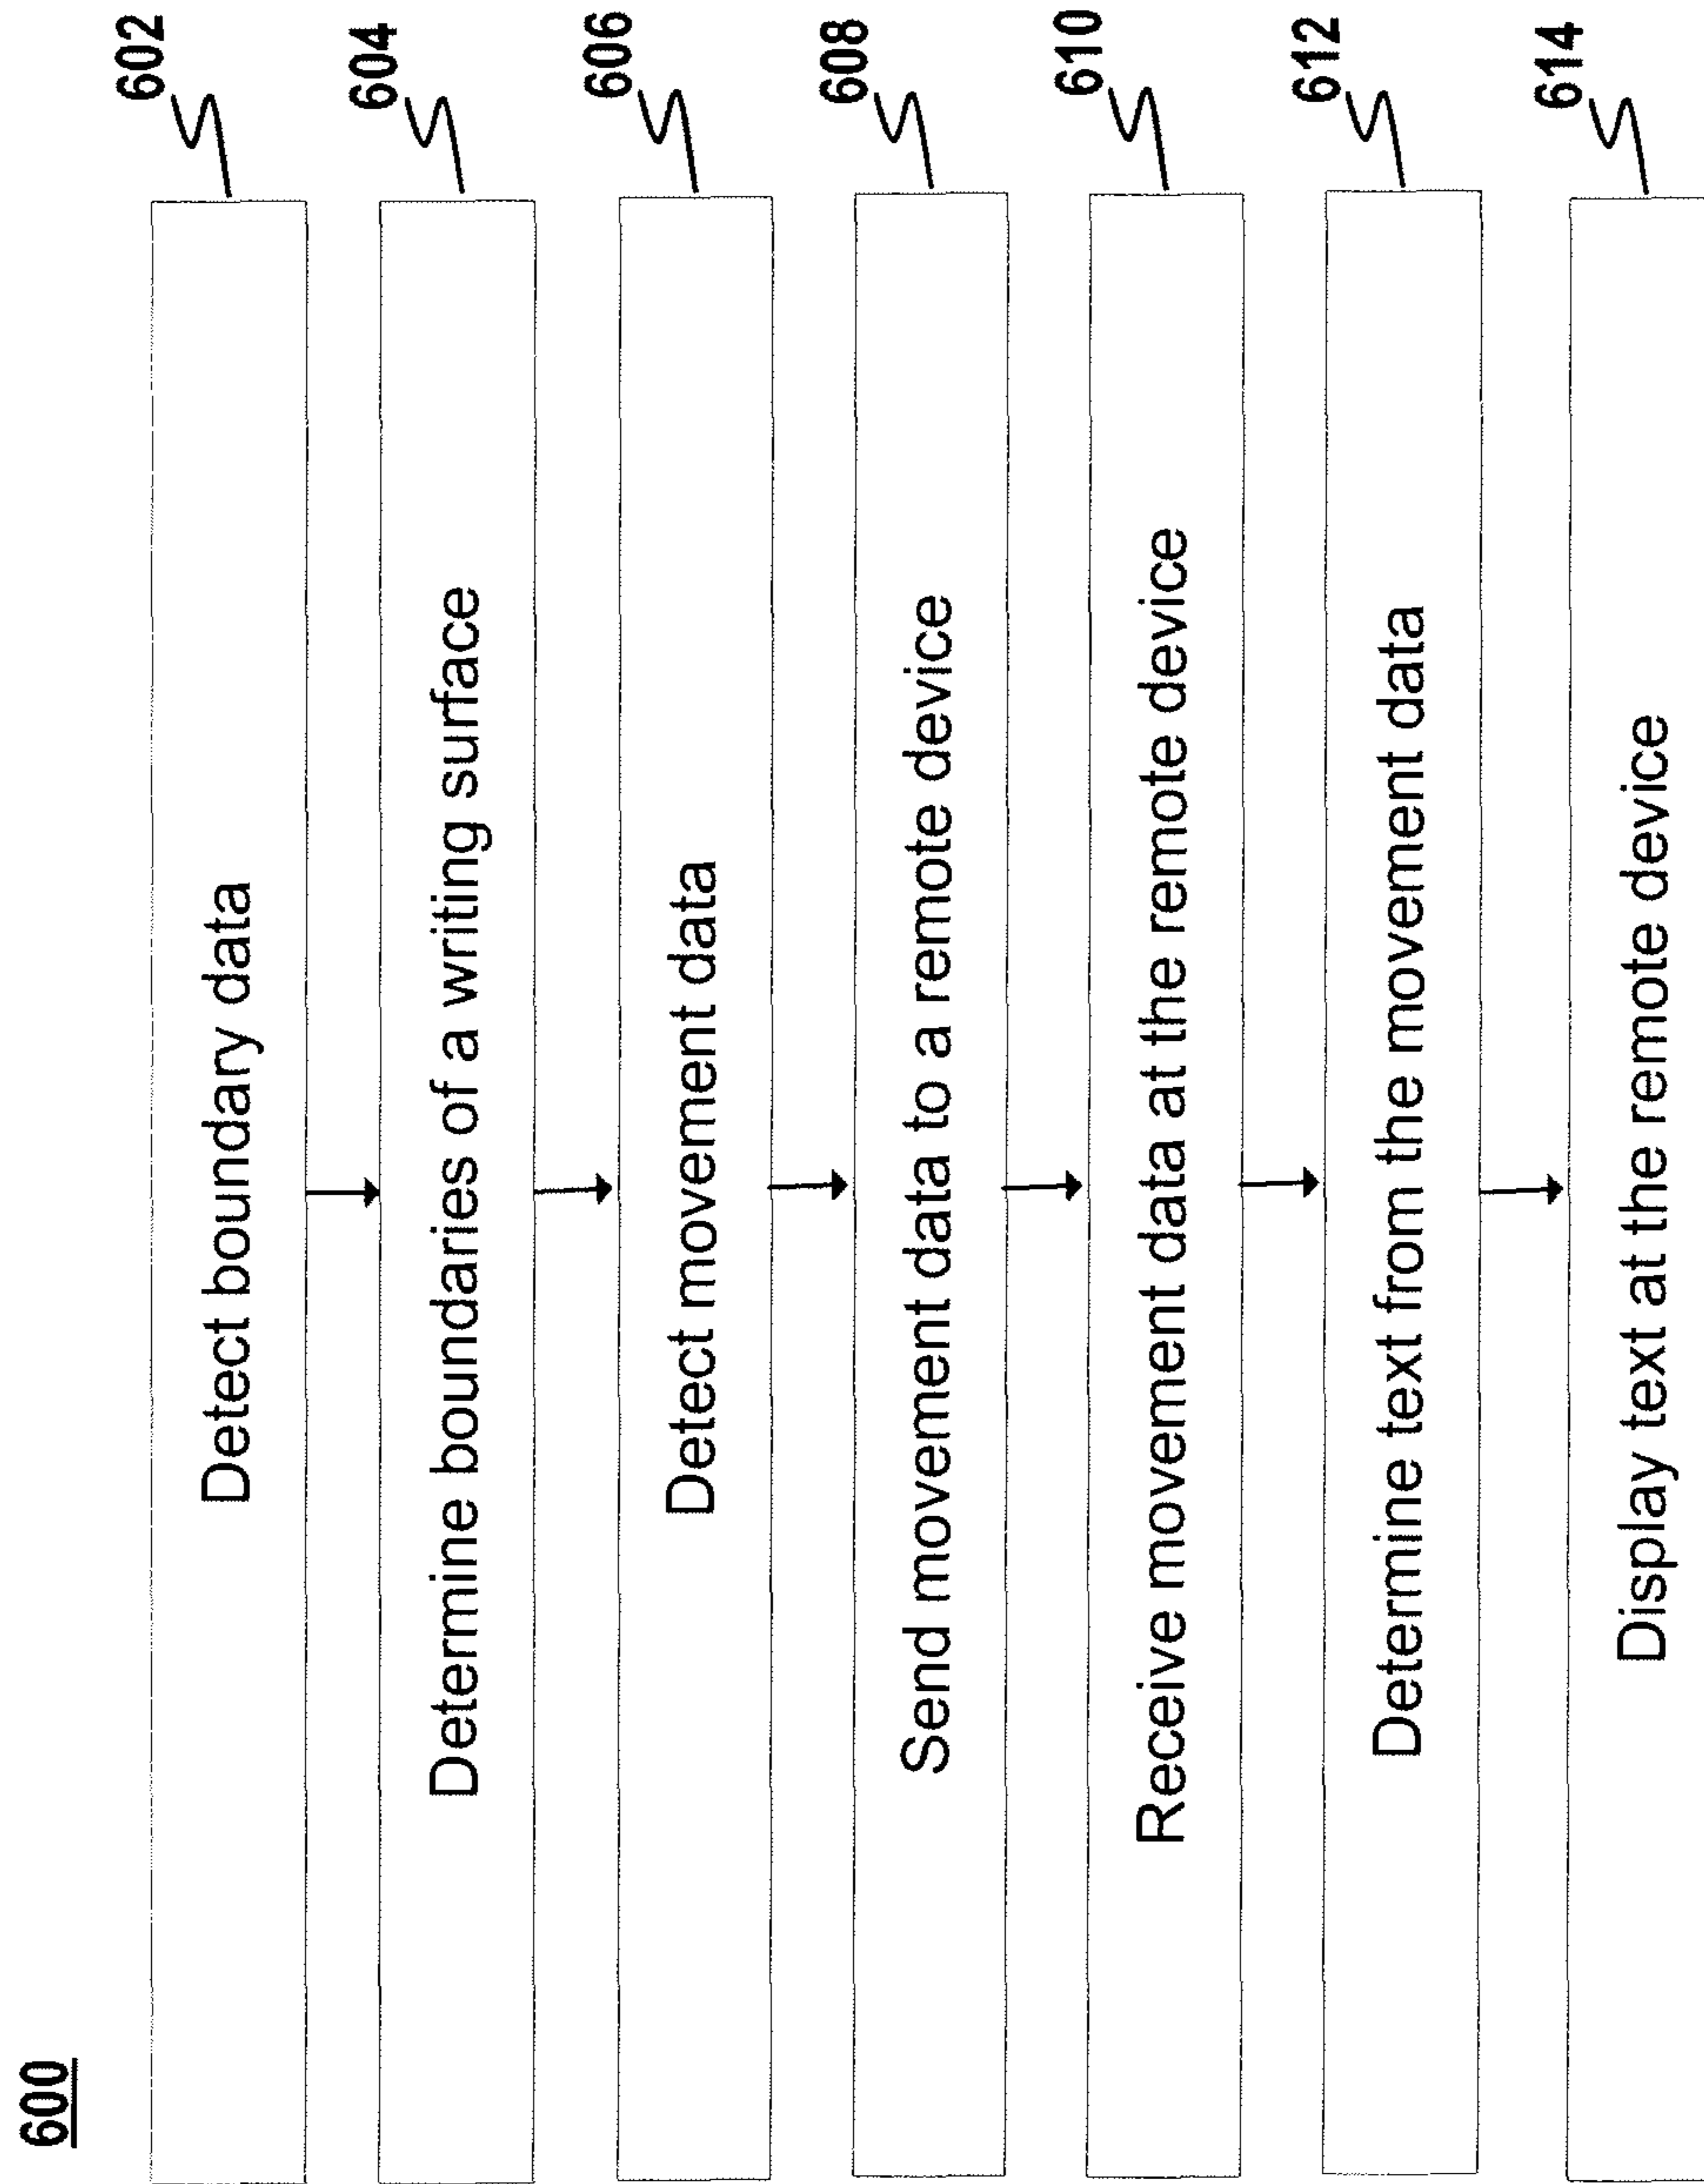 600
Detect boundary data 602
Determine boundaries of a writing surface 604
Detect movement data 606
Send movement data to a remote device 608
Receive movement data at the remote device 610
Determine text from the movement data 612
Display text at the remote device 614